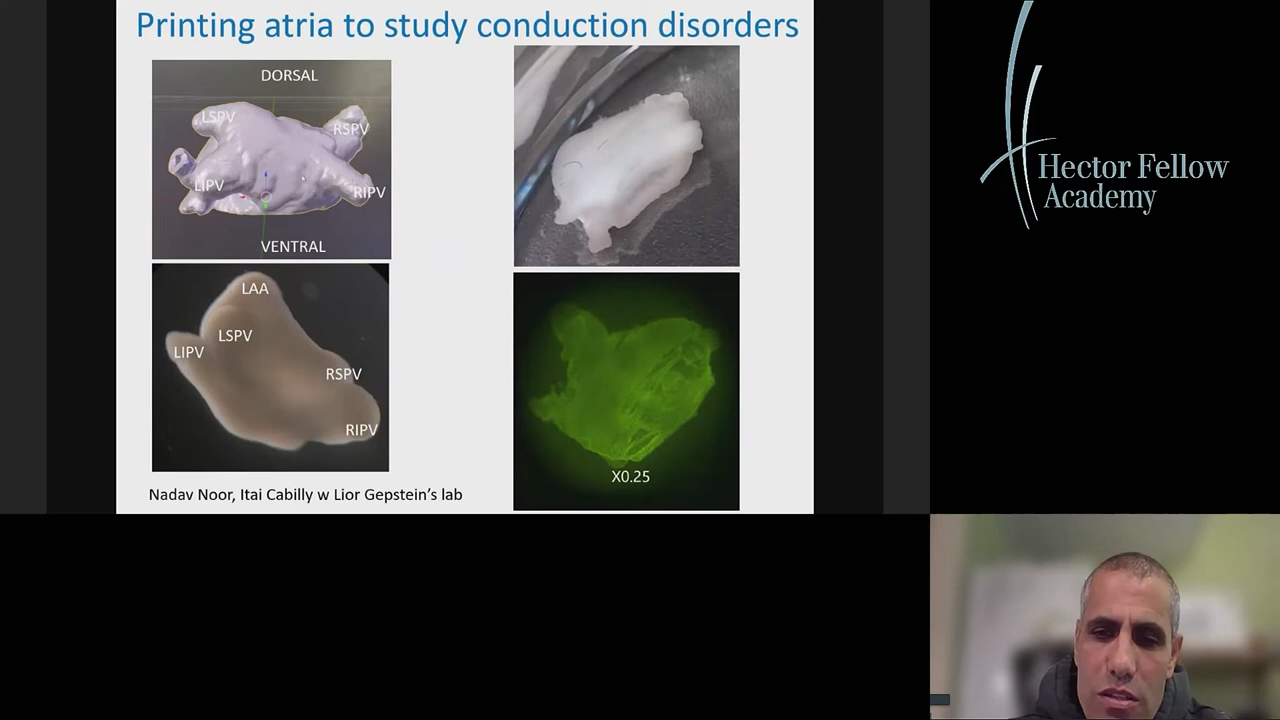 Printing atria to study conduction disorders
DORSAL
LSPV
RSPV
LIPV
RIPV
VENTRAL
LAA
LSPV
LIPV
RSPV
RIPV
X0.25
Nadav Noor, Itai Cabilly w Lior Gepstein's lab
Hector Fellow
Academy